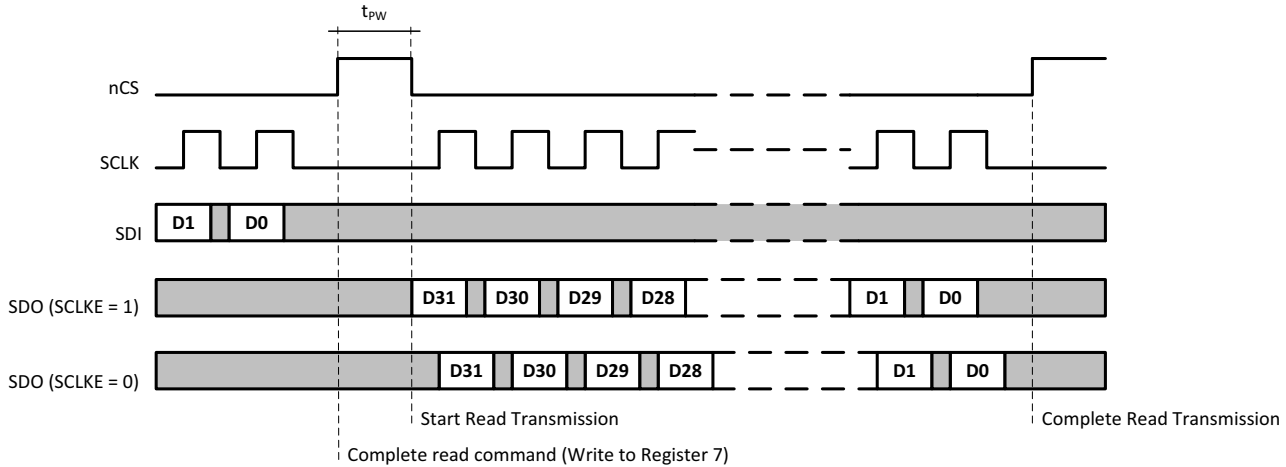 tPW
nCS
SCLK
D1 D0
SDI
D31 D30 D29 D28 D1 D0
SDO (SCLKE = 1)
D31 D30 D29 D28 D1 D0
SDO (SCLKE = 0)
Start Read Transmission
Complete Read Transmission
Complete read command (Write to Register 7)